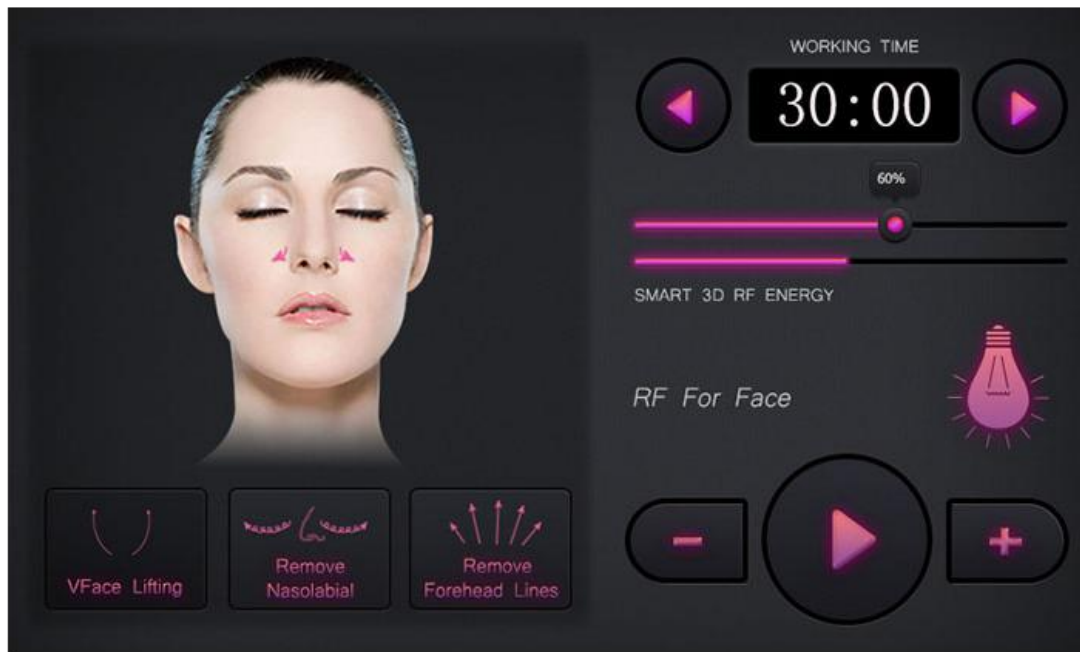 WORKING TIME
30:00
60%
SMART 3D RF ENERGY
RF For Face
VFace Lifting
Remove
Nasolabial
Remove
Forehead Lines